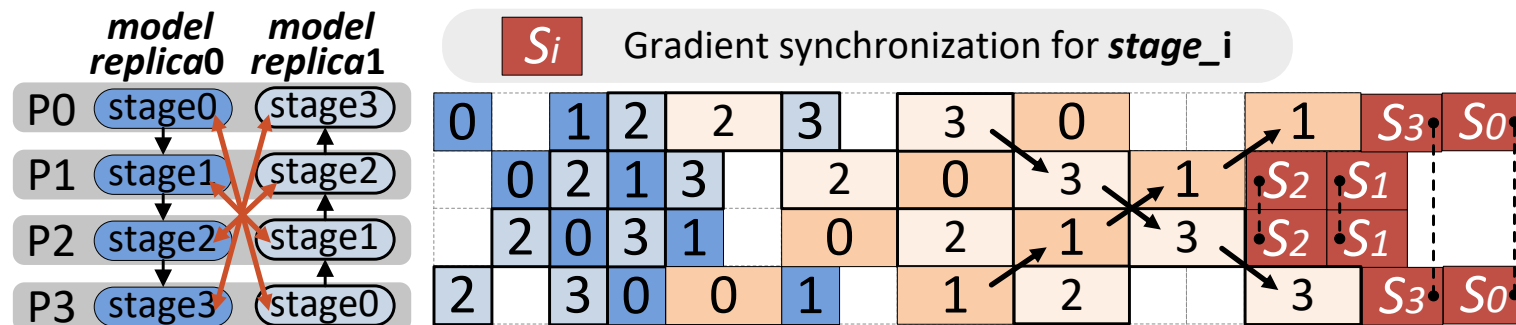 model model
replica0 replica1
Si Gradient synchronization for stage_i
P0 stage0 stage3 0 1 2 2 3 3 0 1 S3 S0
P1 stage1 stage2 0 2 1 3 2 0 3 1 S2 S1
P2 stage2 stage1 2 0 3 1 0 2 1 3 S2 S1
P3 stage3 stage0 2 3 0 0 1 1 2 3 S3 S0